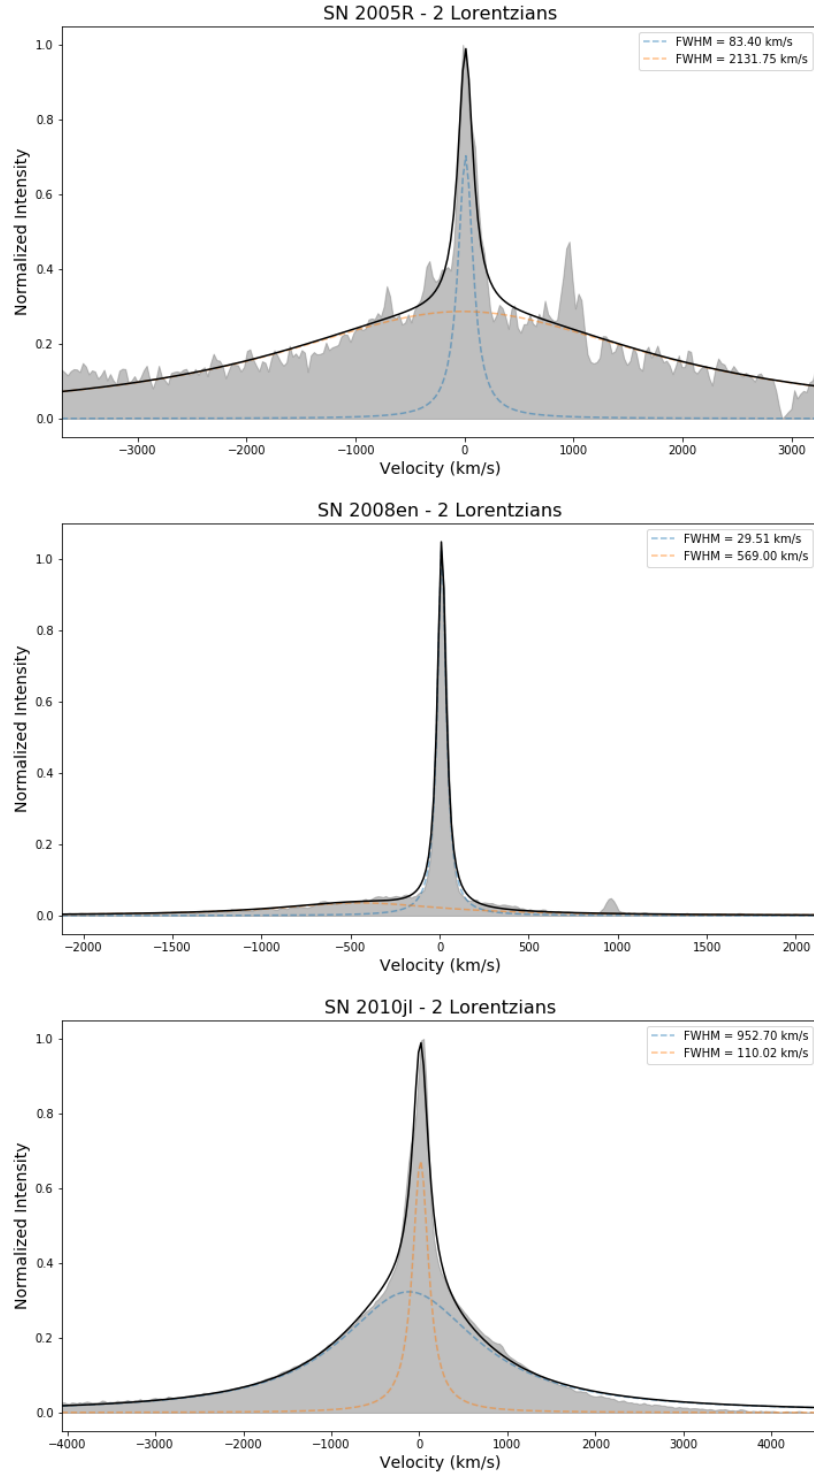 SN 2005R - 2 Lorentzians
FWHM = 83.40 km/s
FWHM = 2131.75 km/s
Normalized Intensity
1.0
0.8
0.6
0.4
0.2
0.0
−3000 −2000 −1000 0 1000 2000 3000
Velocity (km/s)
SN 2008en - 2 Lorentzians
FWHM = 29.51 km/s
FWHM = 569.00 km/s
Normalized Intensity
1.0
0.8
0.6
0.4
0.2
0.0
−2000 −1500 −1000 −500 0 500 1000 1500 2000
Velocity (km/s)
SN 2010jl - 2 Lorentzians
FWHM = 952.70 km/s
FWHM = 110.02 km/s
Normalized Intensity
1.0
0.8
0.6
0.4
0.2
0.0
−4000 −3000 −2000 −1000 0 1000 2000 3000 4000
Velocity (km/s)